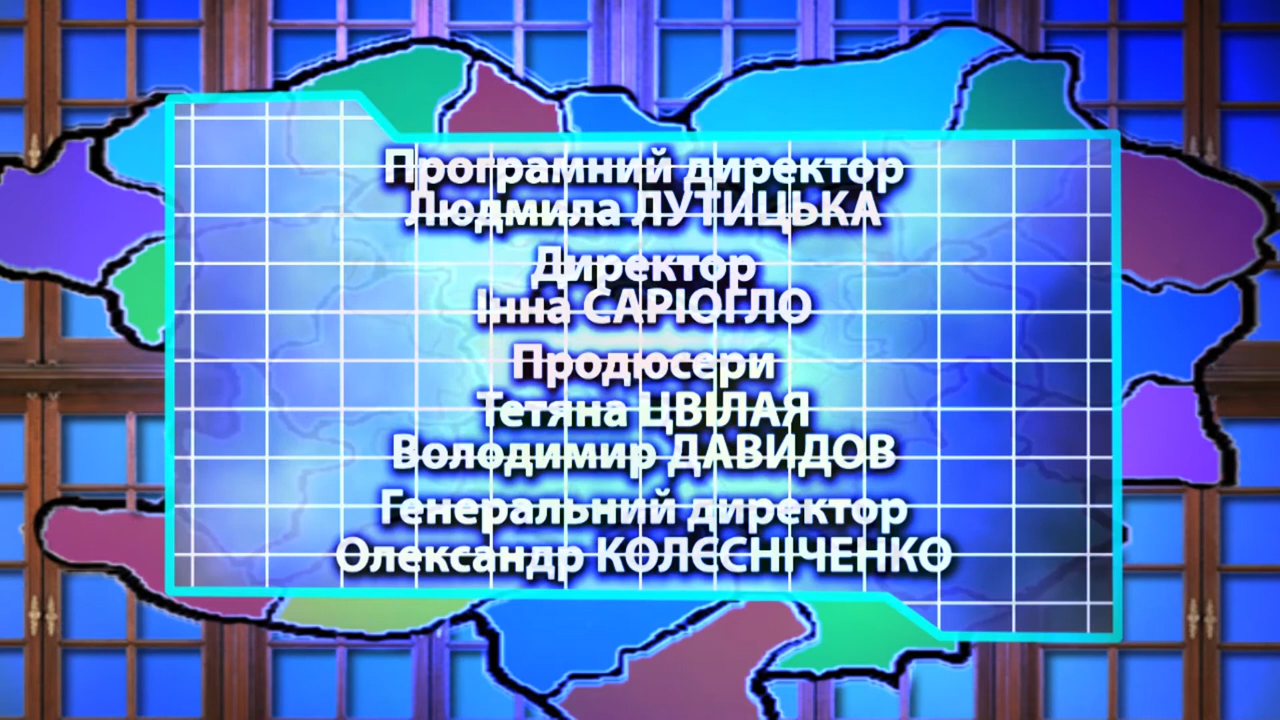 Програмний директор
Людмила ЛУТИЦЬКА
Директор
Інна САРІОГЛО
Продюсери
Тетяна ЦВІЛАЯ
Володимир ДАВИДОВ
Генеральний директор
Олександр КОЛЄСНІЧЕНКО